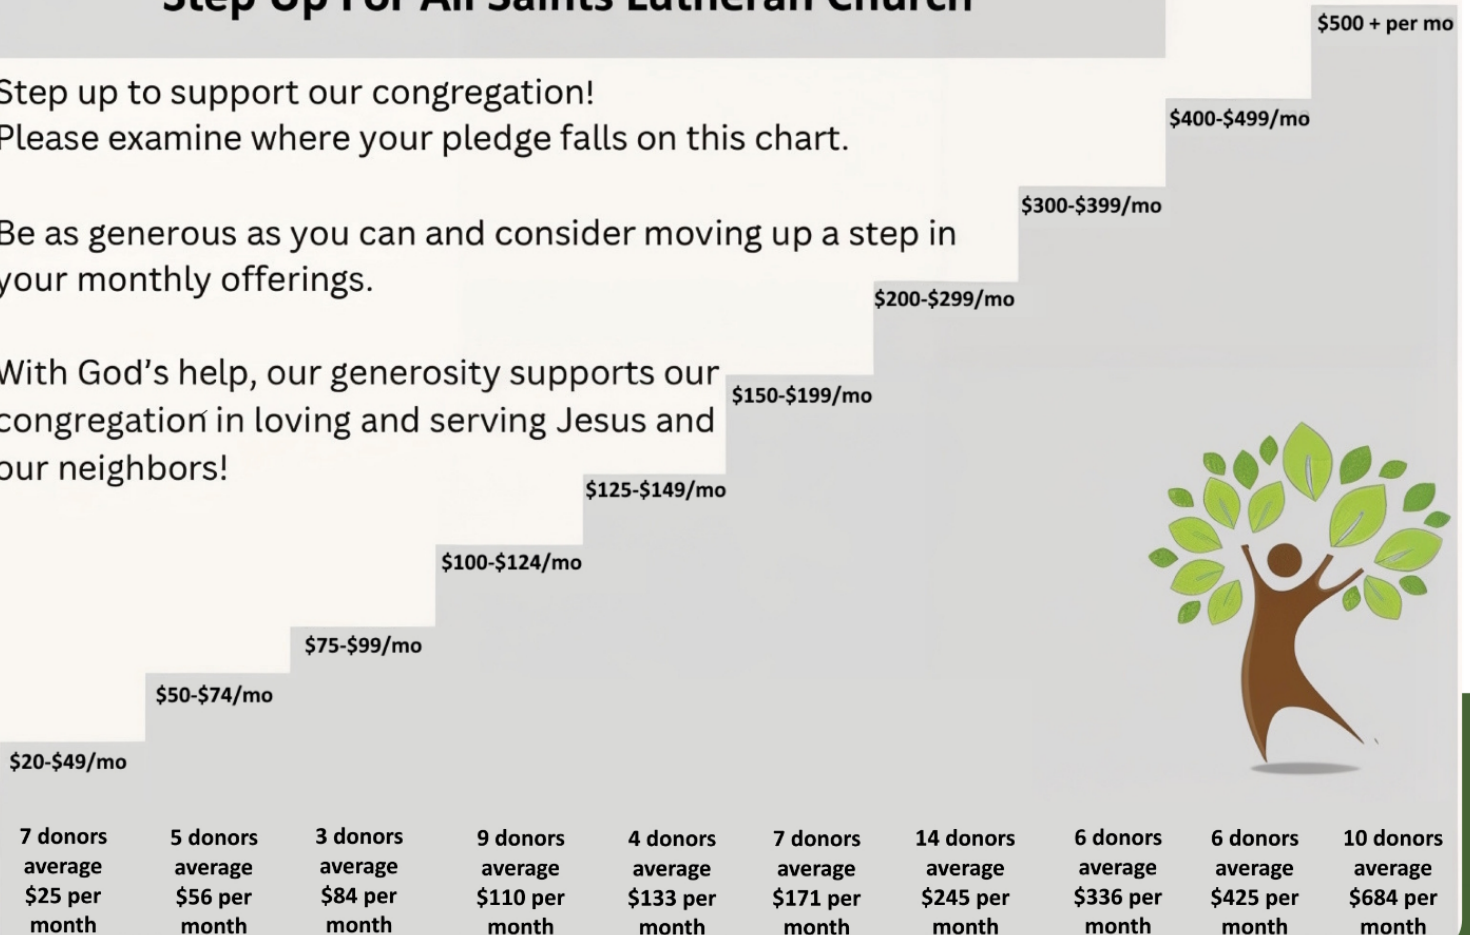 Step Up For All Saints Lutheran Church
Step up to support our congregation!
Please examine where your pledge falls on this chart.
Be as generous as you can and consider moving up a step in
your monthly offerings.
With God's help, our generosity supports our
congregation in loving and serving Jesus and
our neighbors!
$500 + per mo
$400-$499/mo
$300-$399/mo
$200-$299/mo
$150-$199/mo
$125-$149/mo
$100-$124/mo
$75-$99/mo
$50-$74/mo
$20-$49/mo
7 donors
average
$25 per
month
5 donors
average
$56 per
month
3 donors
average
$84 per
month
9 donors
average
$110 per
month
4 donors
average
$133 per
month
7 donors
average
$171 per
month
14 donors
average
$245 per
month
6 donors
average
$336 per
month
6 donors
average
$425 per
month
10 donors
average
$684 per
month